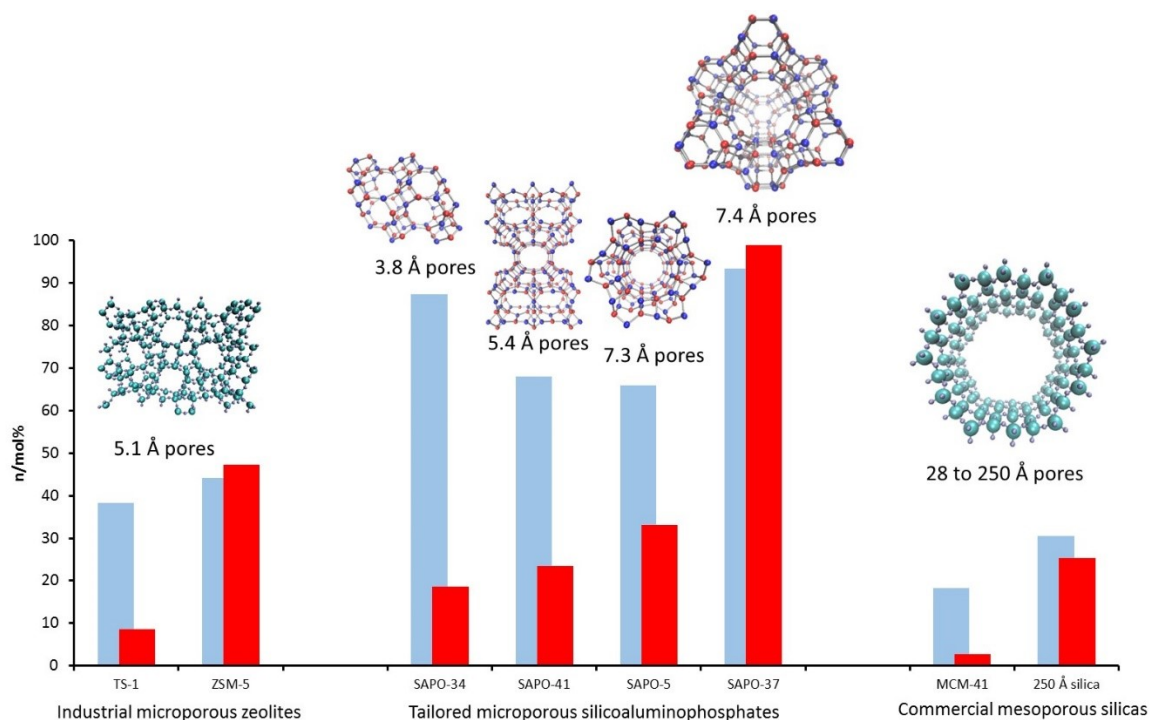 7.4 Å pores
3.8 Å pores
5.4 Å pores
7.3 Å pores
5.1 Å pores
28 to 250 Å pores
n/mol%
100
90
80
70
60
50
40
30
20
10
0
TS-1 ZSM-5 SAPO-34 SAPO-41 SAPO-5 SAPO-37 MCM-41 250 Å silica
Industrial microporous zeolites Tailored microporous silicoaluminophosphates Commercial mesoporous silicas